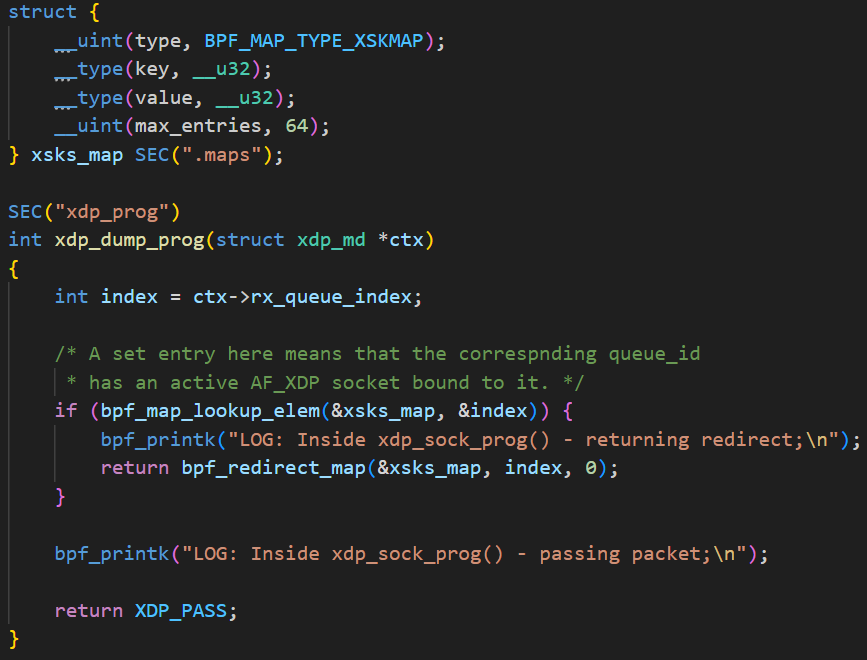 struct {
    __uint(type, BPF_MAP_TYPE_XSKMAP);
    __type(key, __u32);
    __type(value, __u32);
    __uint(max_entries, 64);
} xsks_map SEC(".maps");

SEC("xdp_prog")
int xdp_dump_prog(struct xdp_md *ctx)
{
    int index = ctx->rx_queue_index;

    /* A set entry here means that the correspnding queue_id
     * has an active AF_XDP socket bound to it. */
    if (bpf_map_lookup_elem(&xsks_map, &index)) {
        bpf_printk("LOG: Inside xdp_sock_prog() - returning redirect;\n");
        return bpf_redirect_map(&xsks_map, index, 0);
    }

    bpf_printk("LOG: Inside xdp_sock_prog() - passing packet;\n");

    return XDP_PASS;
}